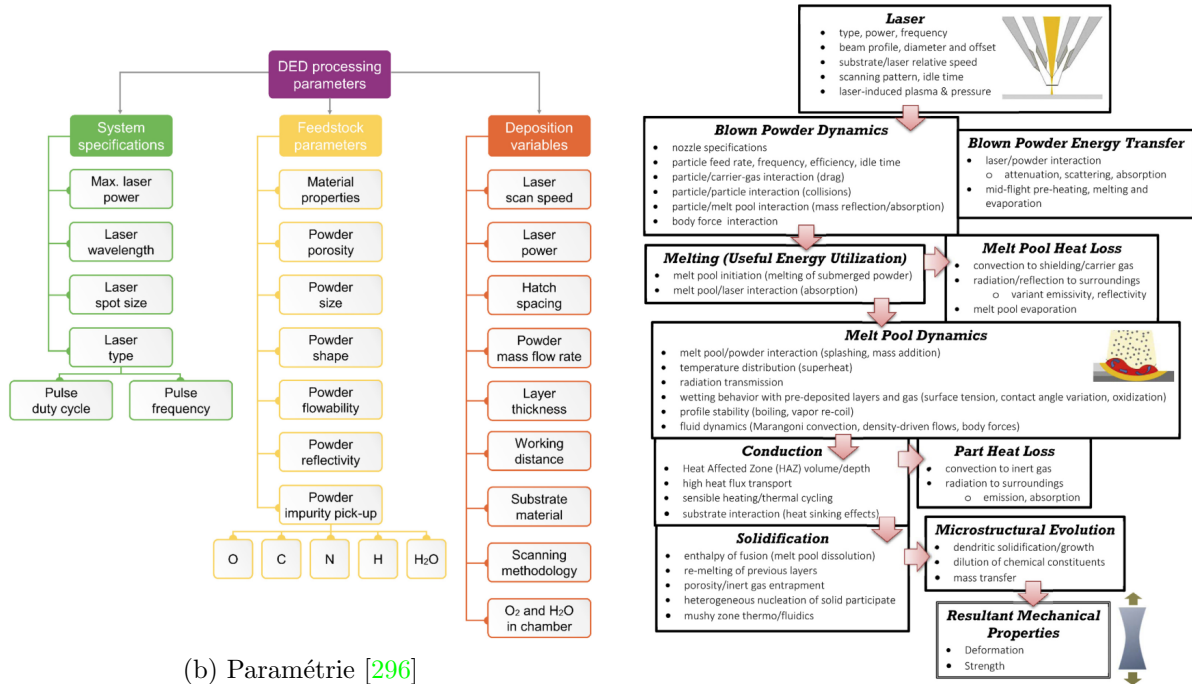 DED processing
parameters
System
specifications
Max. laser
power
Laser
wavelength
Laser
spot size
Laser
type
Pulse
duty cycle
Pulse
frequency
Feedstock
parameters
Material
properties
Powder
porosity
Powder
size
Powder
shape
Powder
flowability
Powder
reflectivity
Powder
impurity pick-up
O
C
N
H
H₂O
Deposition
variables
Laser
scan speed
Laser
power
Hatch
spacing
Powder
mass flow rate
Layer
thickness
Working
distance
Substrate
material
Scanning
methodology
O₂ and H₂O
in chamber
(b) Paramétrie [296]
Laser
• type, power, frequency
• beam profile, diameter and offset
• substrate/laser relative speed
• scanning pattern, idle time
• laser-induced plasma & pressure
Blown Powder Dynamics
• nozzle specifications
• particle feed rate, frequency, efficiency, idle time
• particle/carrier-gas interaction (drag)
• particle/particle interaction (collisions)
• particle/melt pool interaction (mass reflection/absorption)
• body force interaction
Blown Powder Energy Transfer
• laser/powder interaction
o attenuation, scattering, absorption
• mid-flight pre-heating, melting and
evaporation
Melting (Useful Energy Utilization)
• melt pool initiation (melting of submerged powder)
• melt pool/laser interaction (absorption)
Melt Pool Heat Loss
• convection to shielding/carrier gas
• radiation/reflection to surroundings
o variant emissivity, reflectivity
• melt pool evaporation
Melt Pool Dynamics
• melt pool/powder interaction (splashing, mass addition)
• temperature distribution (superheat)
• radiation transmission
• wetting behavior with pre-deposited layers and gas (surface tension, contact angle variation, oxidization)
• profile stability (boiling, vapor re-coil)
• fluid dynamics (Marangoni convection, density-driven flows, body forces)
Conduction
• Heat Affected Zone (HAZ) volume/depth
• high heat flux transport
• sensible heating/thermal cycling
• substrate interaction (heat sinking effects)
Part Heat Loss
• convection to inert gas
• radiation to surroundings
o emission, absorption
Solidification
• enthalpy of fusion (melt pool dissolution)
• re-melting of previous layers
• porosity/inert gas entrapment
• heterogeneous nucleation of solid participate
• mushy zone thermo/fluidics
Microstructural Evolution
• dendritic solidification/growth
• dilution of chemical constituents
• mass transfer
Resultant Mechanical
Properties
• Deformation
• Strength